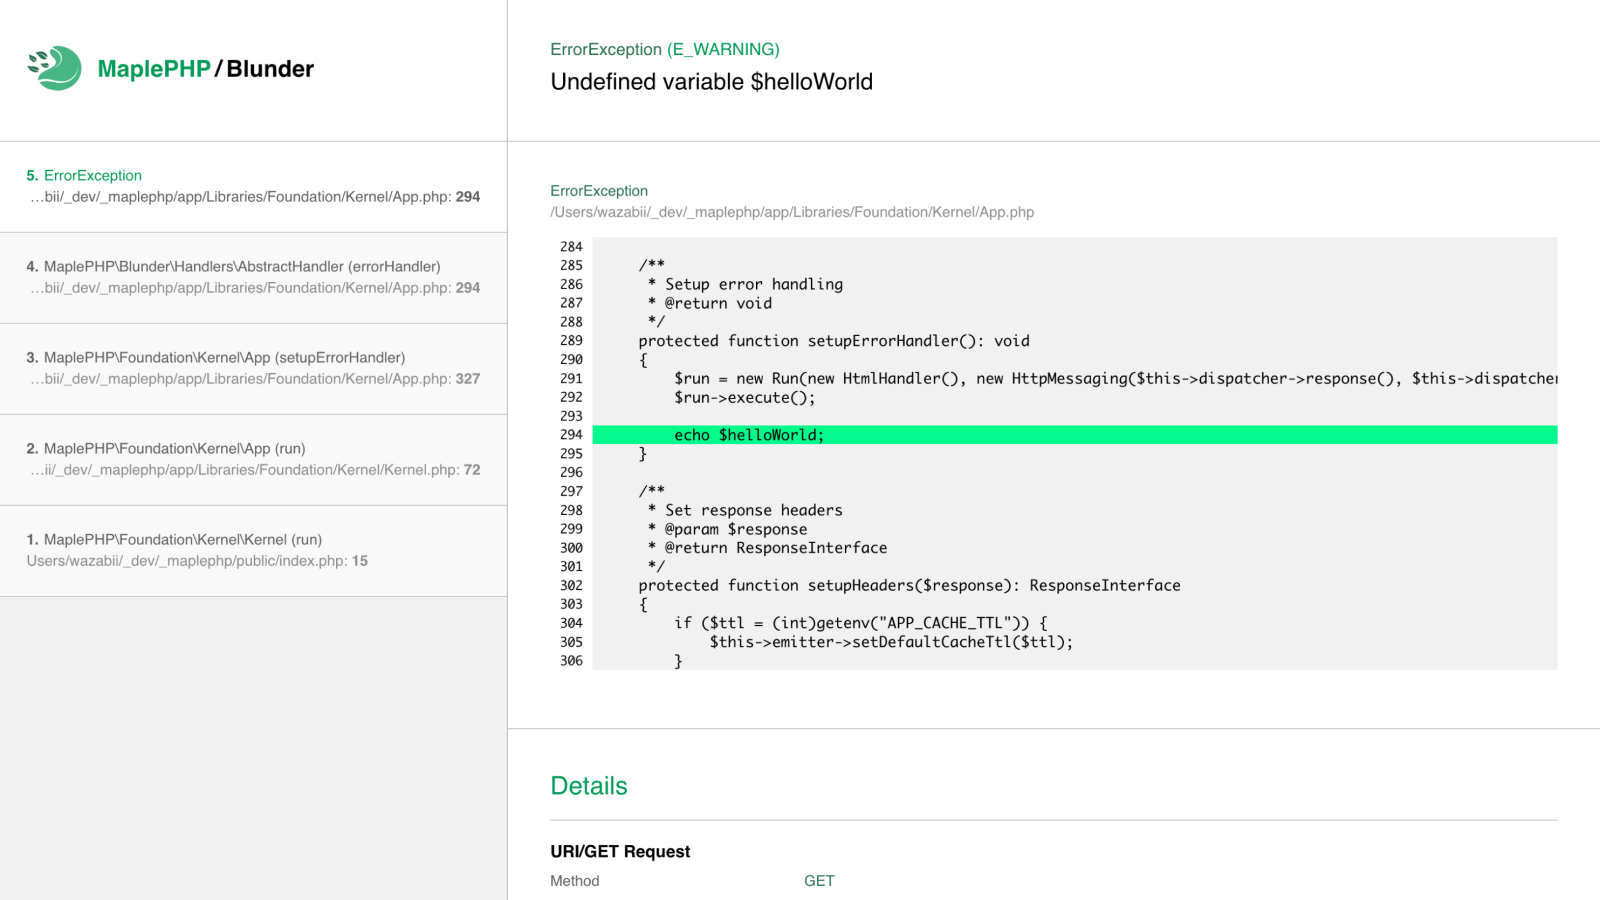 MaplePHP / Blunder
5. ErrorException
…bii/_dev/_maplephp/app/Libraries/Foundation/Kernel/App.php: 294
4. MaplePHP\Blunder\Handlers\AbstractHandler (errorHandler)
…bii/_dev/_maplephp/app/Libraries/Foundation/Kernel/App.php: 294
3. MaplePHP\Foundation\Kernel\App (setupErrorHandler)
…bii/_dev/_maplephp/app/Libraries/Foundation/Kernel/App.php: 327
2. MaplePHP\Foundation\Kernel\App (run)
…ii/_dev/_maplephp/app/Libraries/Foundation/Kernel/Kernel.php: 72
1. MaplePHP\Foundation\Kernel\Kernel (run)
Users/wazabii/_dev/_maplephp/public/index.php: 15
ErrorException (E_WARNING)
Undefined variable $helloWorld
ErrorException
/Users/wazabii/_dev/_maplephp/app/Libraries/Foundation/Kernel/App.php
284
285     /**
286      * Setup error handling
287      * @return void
288      */
289     protected function setupErrorHandler(): void
290     {
291         $run = new Run(new HtmlHandler(), new HttpMessaging($this->dispatcher->response(), $this->dispatcher
292         $run->execute();
293
294         echo $helloWorld;
295     }
296
297     /**
298      * Set response headers
299      * @param $response
300      * @return ResponseInterface
301      */
302     protected function setupHeaders($response): ResponseInterface
303     {
304         if ($ttl = (int)getenv("APP_CACHE_TTL")) {
305             $this->emitter->setDefaultCacheTtl($ttl);
306         }
Details
URI/GET Request
Method GET